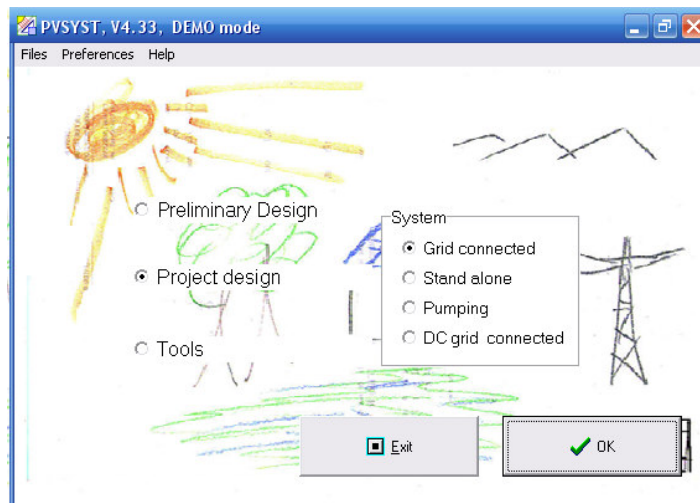 PVSYST, V4.33, DEMO mode
Files Preferences Help
Preliminary Design
Project design
Tools
System
Grid connected
Stand alone
Pumping
DC grid connected
Exit
OK